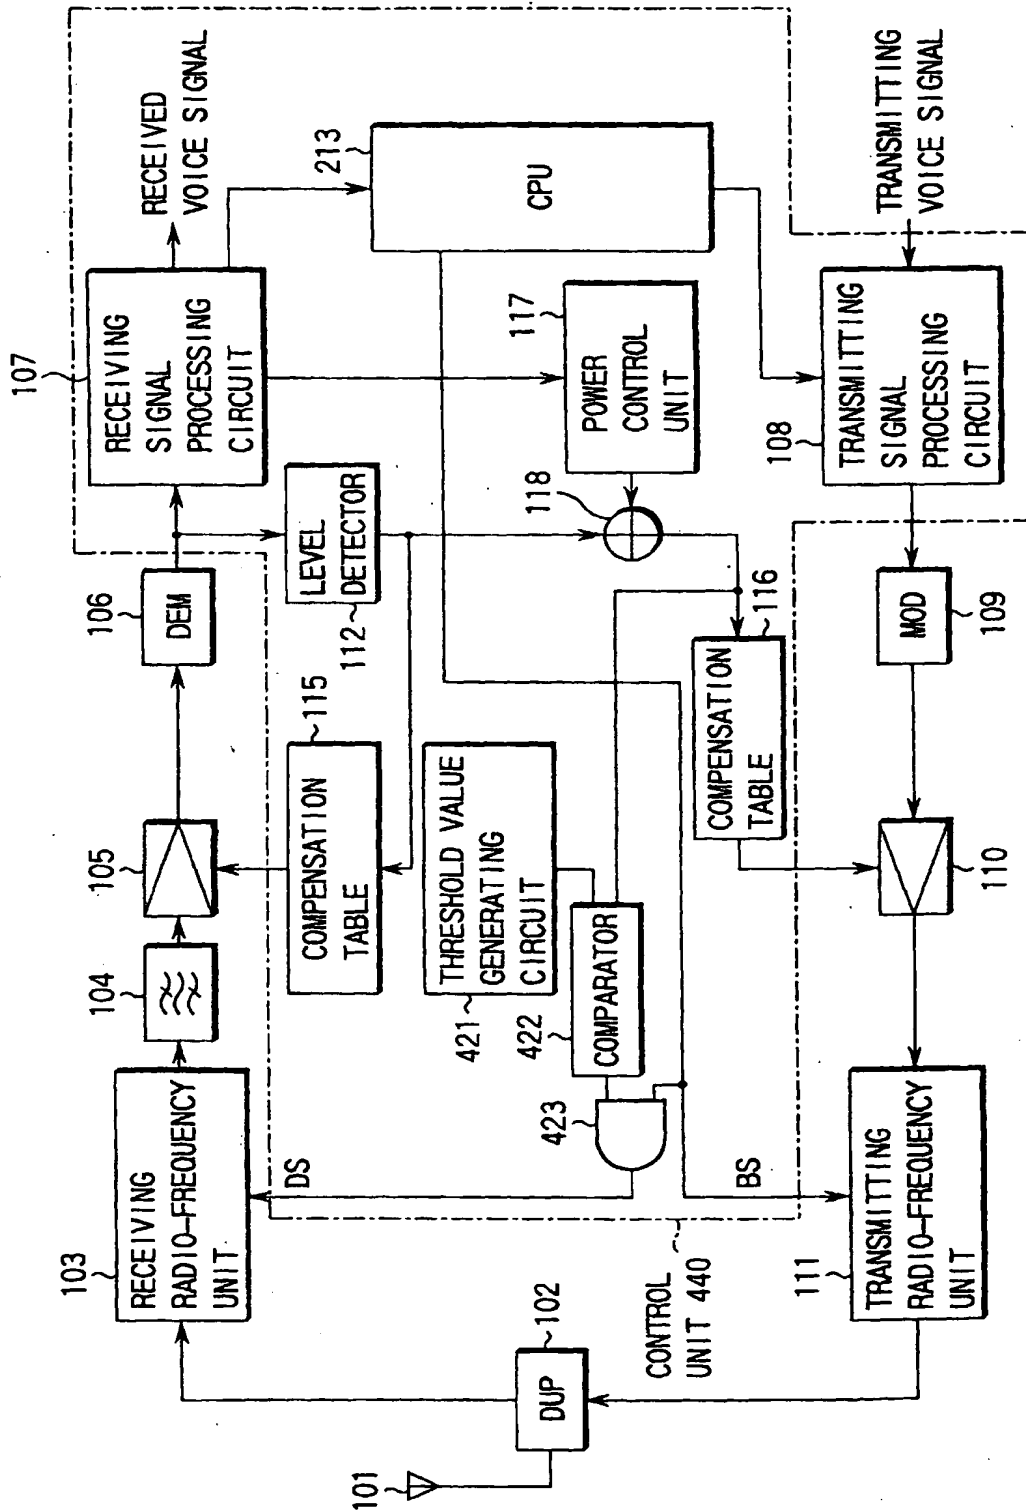 101
DUP
102
103
RECEIVING
RADIO-FREQUENCY
UNIT
104
105
106
DEM
107
RECEIVING
SIGNAL
PROCESSING
CIRCUIT
RECEIVED
VOICE SIGNAL
DS
COMPENSATION
TABLE
115
LEVEL
DETECTOR
112
213
CPU
THRESHOLD VALUE
GENERATING
CIRCUIT
421
COMPARATOR
422
423
117
POWER
CONTROL
UNIT
118
BS
COMPENSATION
TABLE
116
CONTROL
UNIT 440
111
TRANSMITTING
RADIO-FREQUENCY
UNIT
110
MOD
109
108
TRANSMITTING
SIGNAL
PROCESSING
CIRCUIT
TRANSMITTING
VOICE SIGNAL